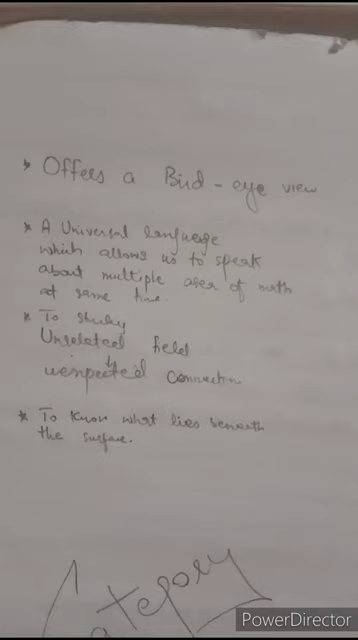 Offers a Bird-eye view
* A Universal language
which allows us to speak
about multiple area of math
at same time.
* To study
Unrelated field
unexpected connection
* To know what lies beneath
the surface.
Category
PowerDirector